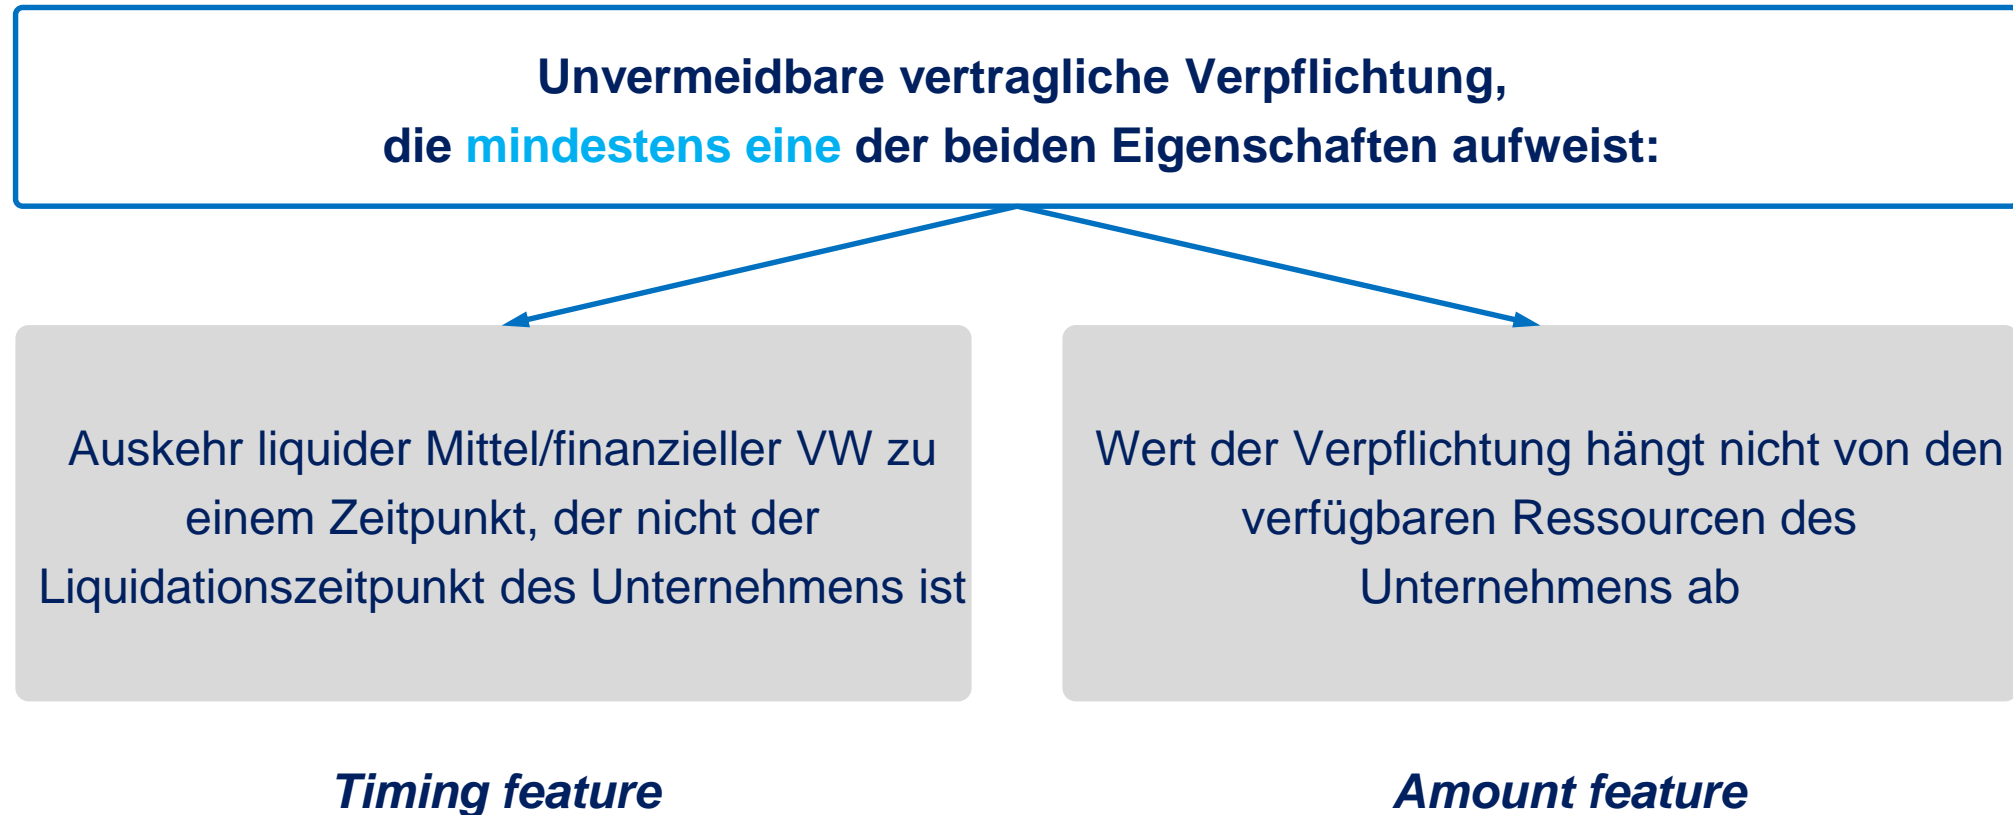 Unvermeidbare vertragliche Verpflichtung,
die mindestens eine der beiden Eigenschaften aufweist:
Auskehr liquider Mittel/finanzieller VW zu
einem Zeitpunkt, der nicht der
Liquidationszeitpunkt des Unternehmens ist
Wert der Verpflichtung hängt nicht von den
verfügbaren Ressourcen des
Unternehmens ab
Timing feature
Amount feature